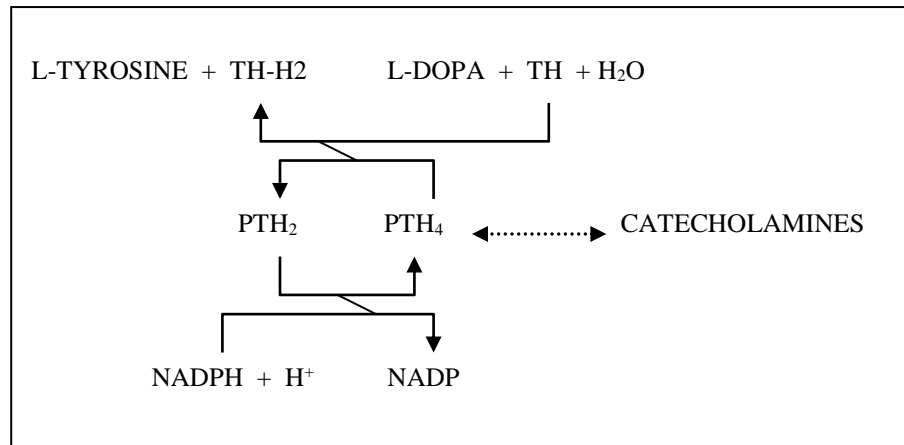 L-TYROSINE + TH-H2 L-DOPA + TH + H₂O
PTH₂ PTH₄ CATECHOLAMINES
NADPH + H⁺ NADP